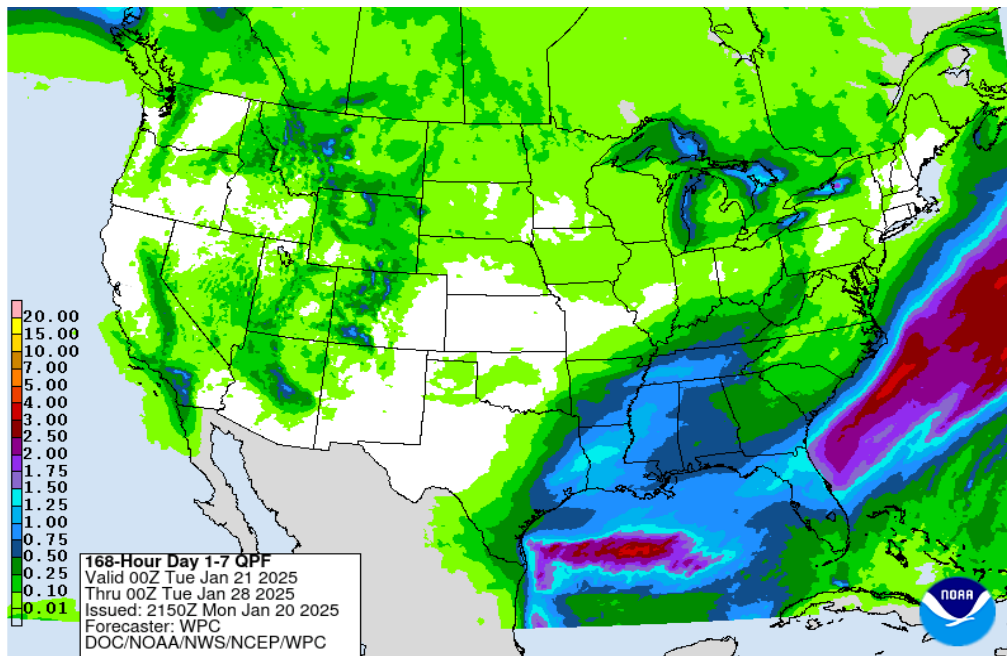 20.00
15.00
10.00
7.00
5.00
4.00
3.00
2.50
2.00
1.75
1.50
1.25
1.00
0.75
0.50
0.25
0.10
0.01
168-Hour Day 1-7 QPF
Valid 00Z Tue Jan 21 2025
Thru 00Z Tue Jan 28 2025
Issued: 2150Z Mon Jan 20 2025
Forecaster: WPC
DOC/NOAA/NWS/NCEP/WPC
NOAA